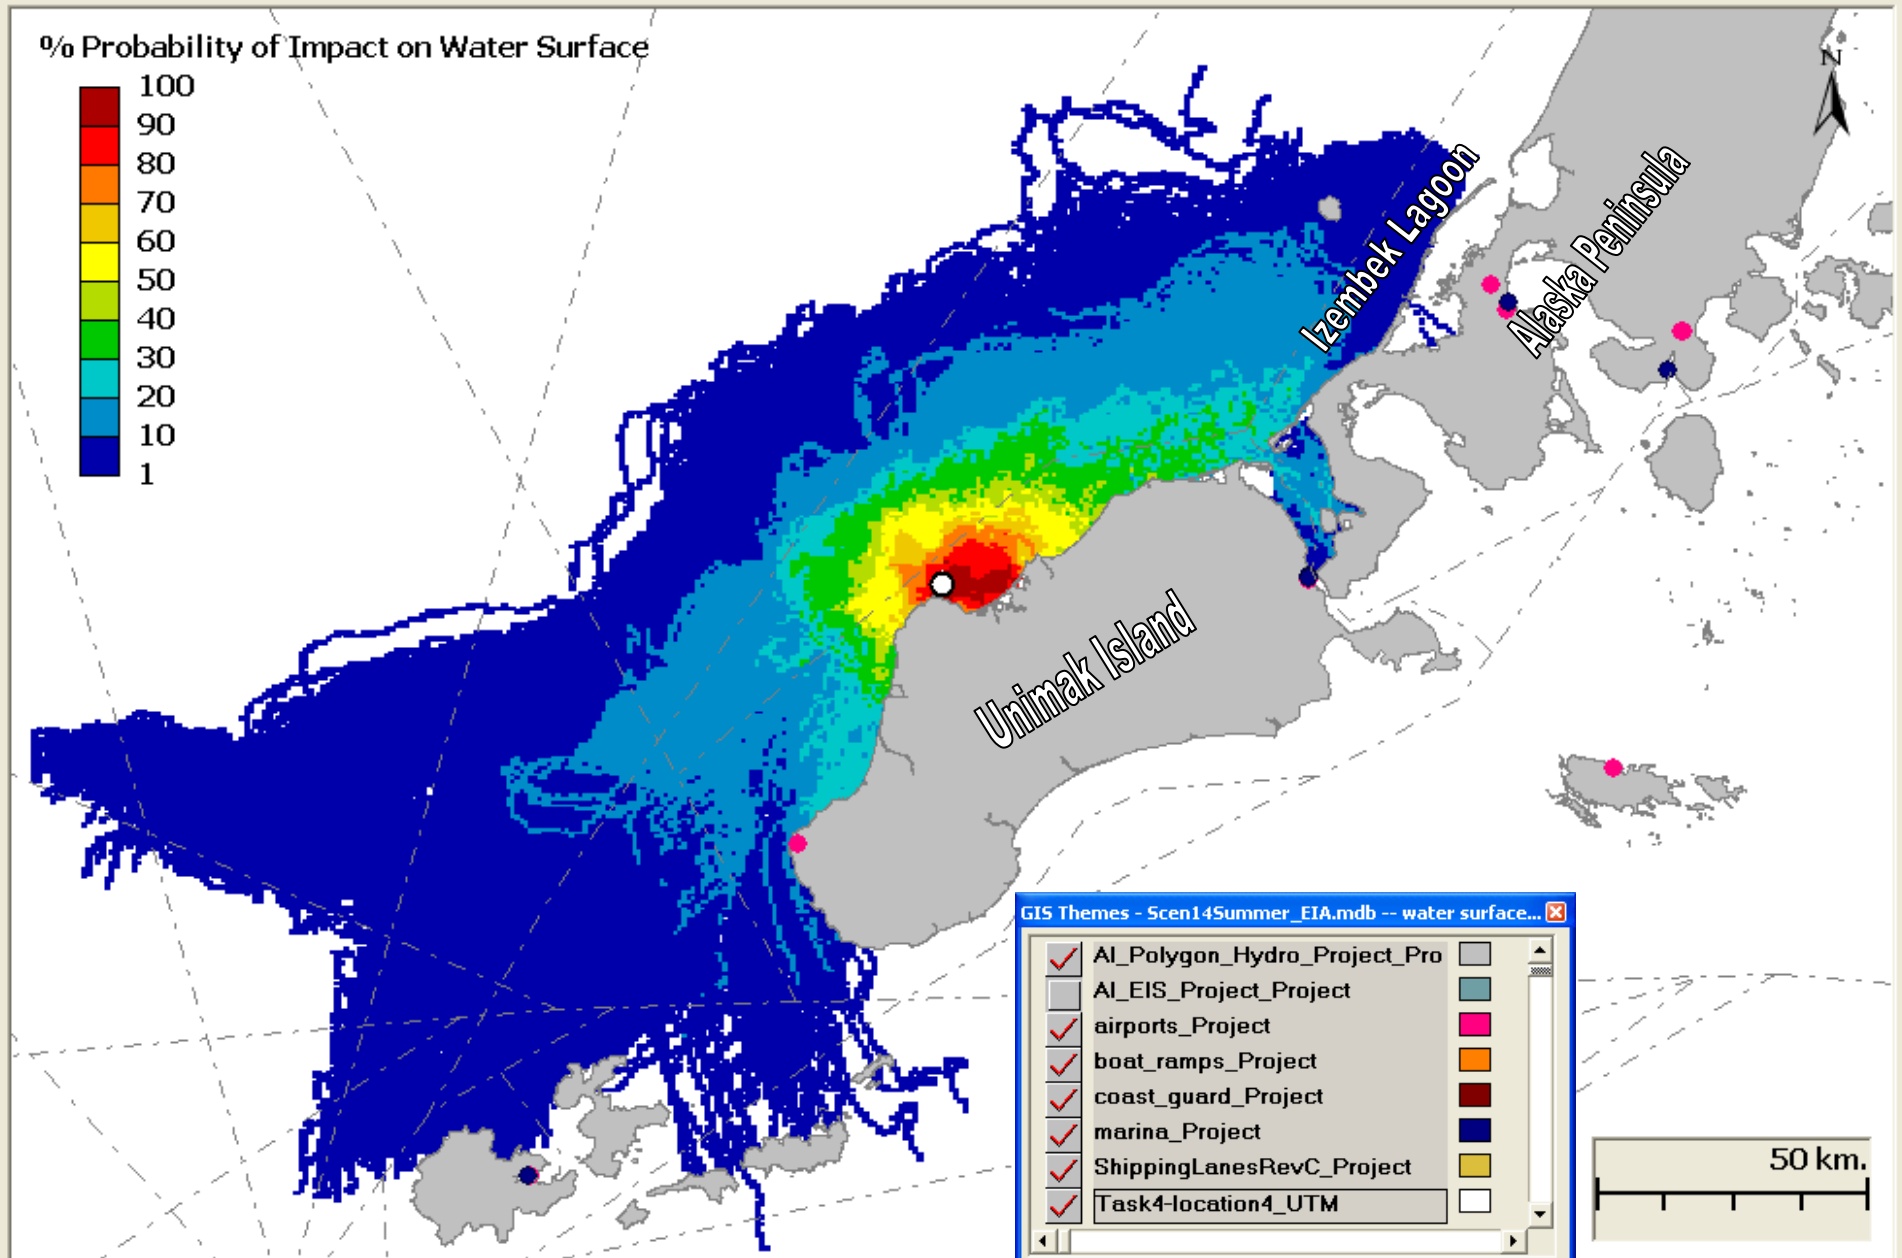 % Probability of Impact on Water Surface
100
90
80
70
60
50
40
30
20
10
1
N
Izembek Lagoon
Alaska Peninsula
Unimak Island
GIS Themes - Scen14Summer_EIA.mdb -- water surface...
AI_Polygon_Hydro_Project_Pro
AI_EIS_Project_Project
airports_Project
boat_ramps_Project
coast_guard_Project
marina_Project
ShippingLanesRevC_Project
Task4-location4_UTM
50 km.